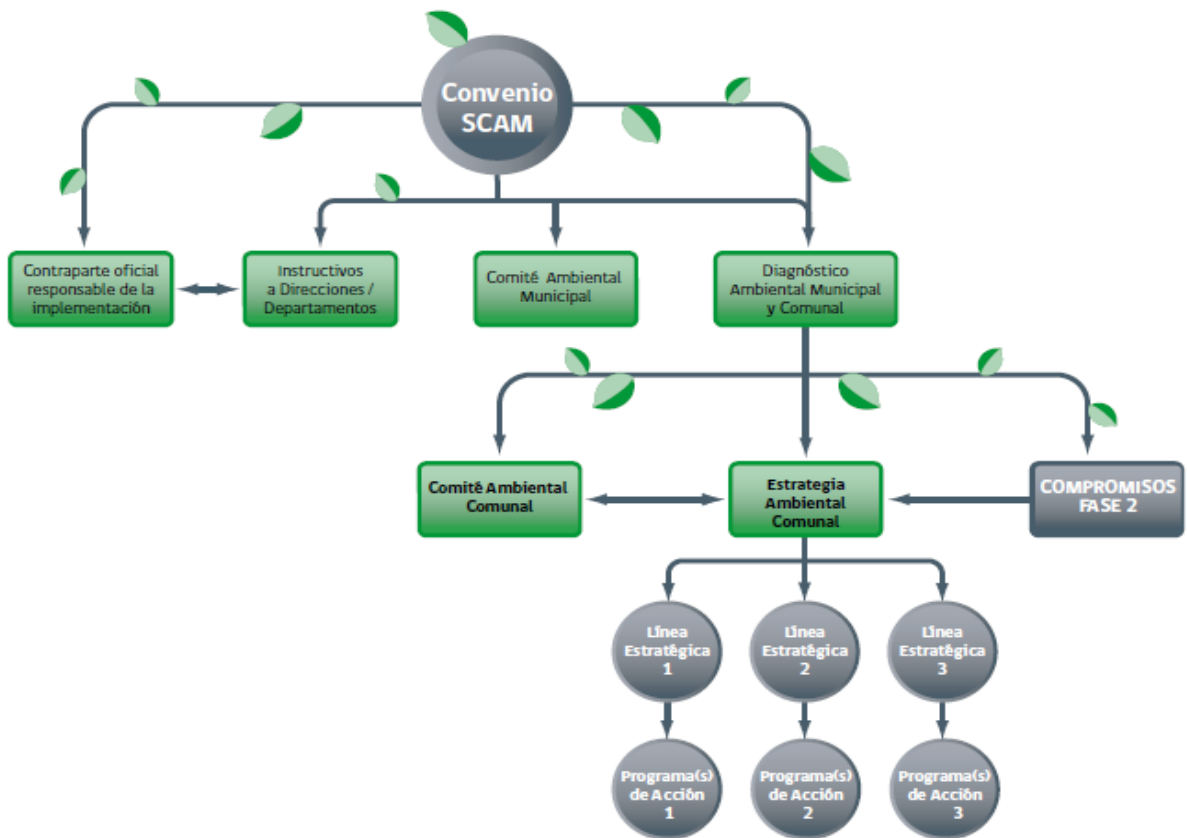 Convenio
SCAM
Contraparte oficial
responsable de la
implementación
Instructivos
a Direcciones /
Departamentos
Comité Ambiental
Municipal
Diagnóstico
Ambiental Municipal
y Comunal
Comité Ambiental
Comunal
Estrategia
Ambiental
Comunal
COMPROMISOS
FASE 2
Línea
Estratégica
1
Línea
Estratégica
2
Línea
Estratégica
3
Programa(s)
de Acción
1
Programa(s)
de Acción
2
Programa(s)
de Acción
3